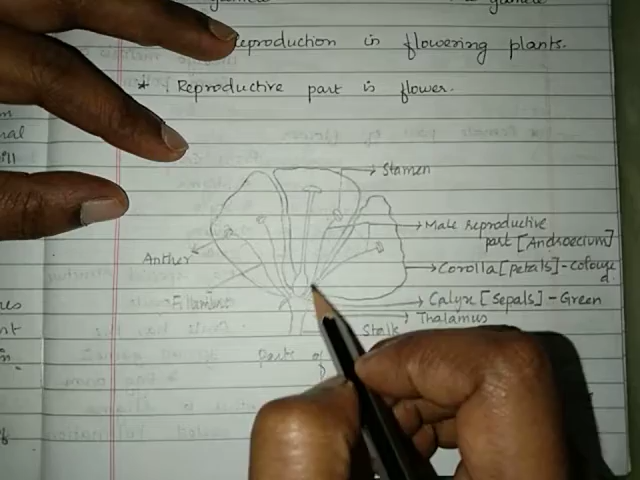 Reproduction in flowering plants.
* Reproductive part is flower.
Stamen
Male reproductive
part [Androecium]
Anther
Corolla [petals] - Coloure
d.
Filament
Calyx [Sepals] - Green
Thalamus
Stalk
Parts of